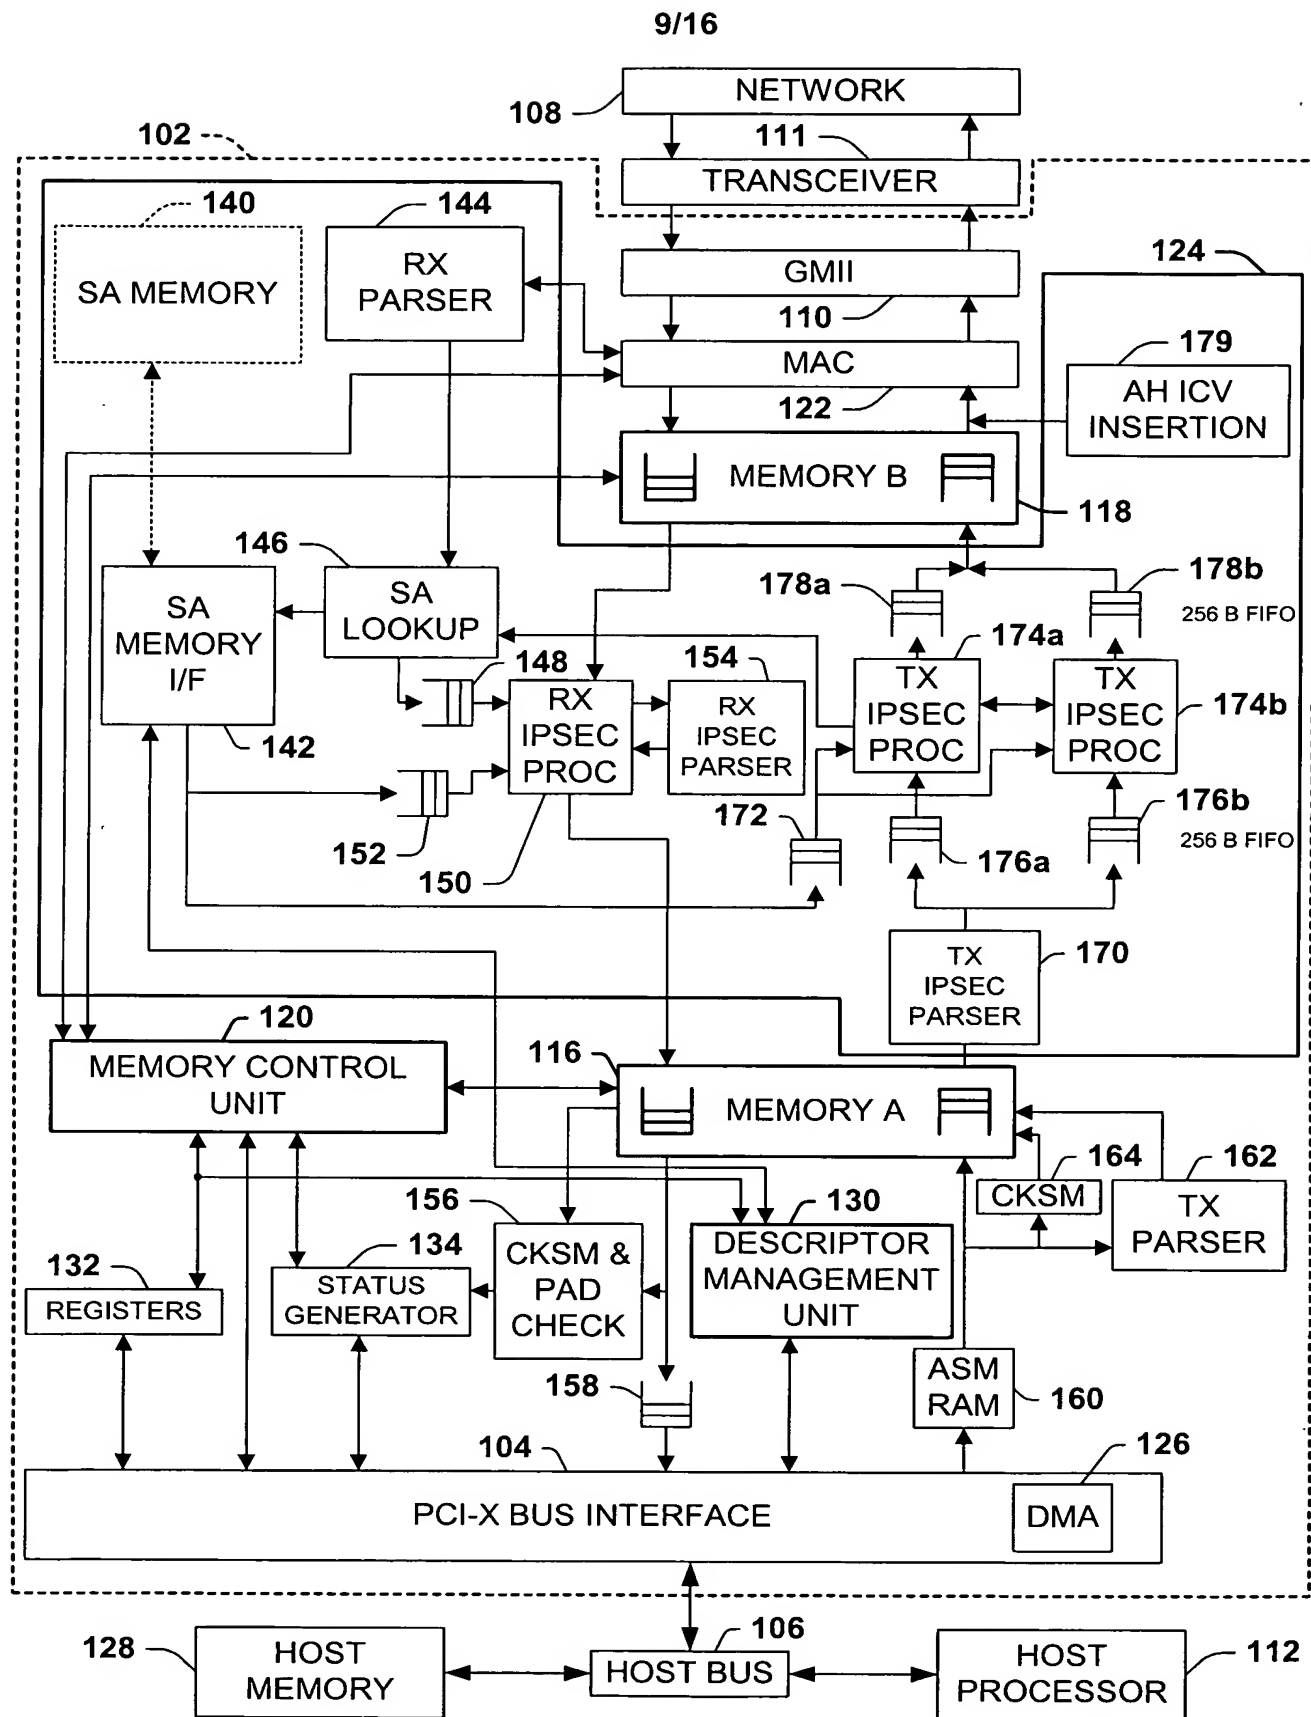 9/16
NETWORK
108
102
111
TRANSCEIVER
140
144
SA MEMORY
RX
PARSER
124
GMII
110
179
MAC
122
AH ICV
INSERTION
MEMORY B
118
146
SA
LOOKUP
SA
MEMORY
I/F
142
178a
178b
256 B FIFO
174a
148
154
RX
IPSEC
PROC
RX
IPSEC
PARSER
TX
IPSEC
PROC
TX
IPSEC
PROC
174b
152
150
172
176a
176b
256 B FIFO
TX
IPSEC
PARSER
170
120
MEMORY CONTROL
UNIT
116
MEMORY A
164
162
CKSM
TX
PARSER
156
130
CKSM &
PAD
CHECK
DESCRIPTOR
MANAGEMENT
UNIT
132
134
REGISTERS
STATUS
GENERATOR
158
ASM
RAM
160
104
126
PCI-X BUS INTERFACE
DMA
106
128
HOST
MEMORY
HOST BUS
HOST
PROCESSOR
112